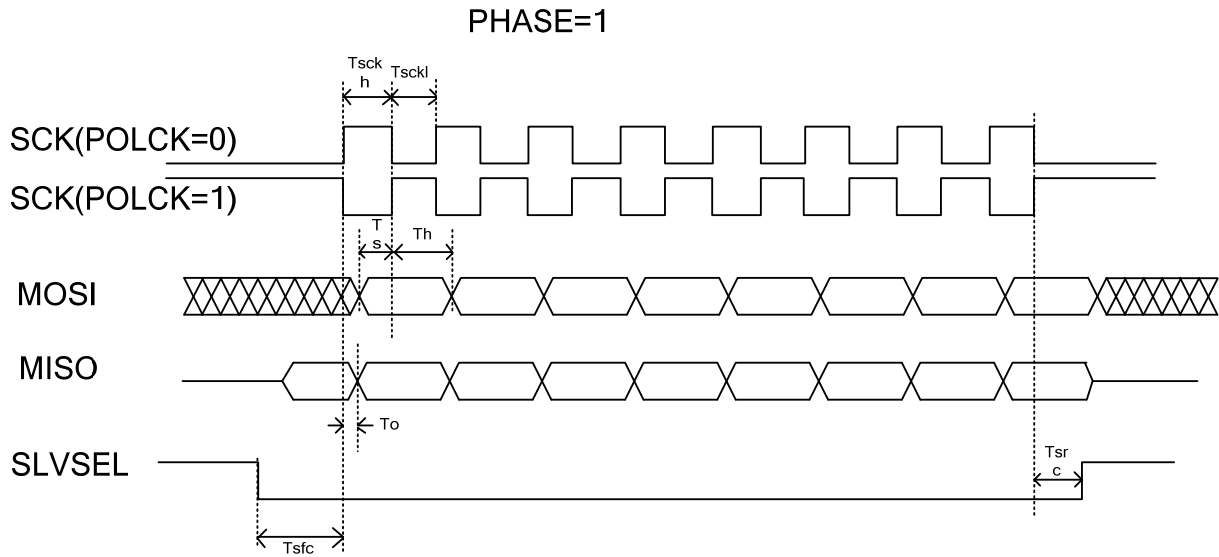 PHASE=1
Tsck
h
Tsckl
SCK(POLCK=0)
SCK(POLCK=1)
T
s
Th
MOSI
MISO
To
SLVSEL
Tsr
c
Tsfc